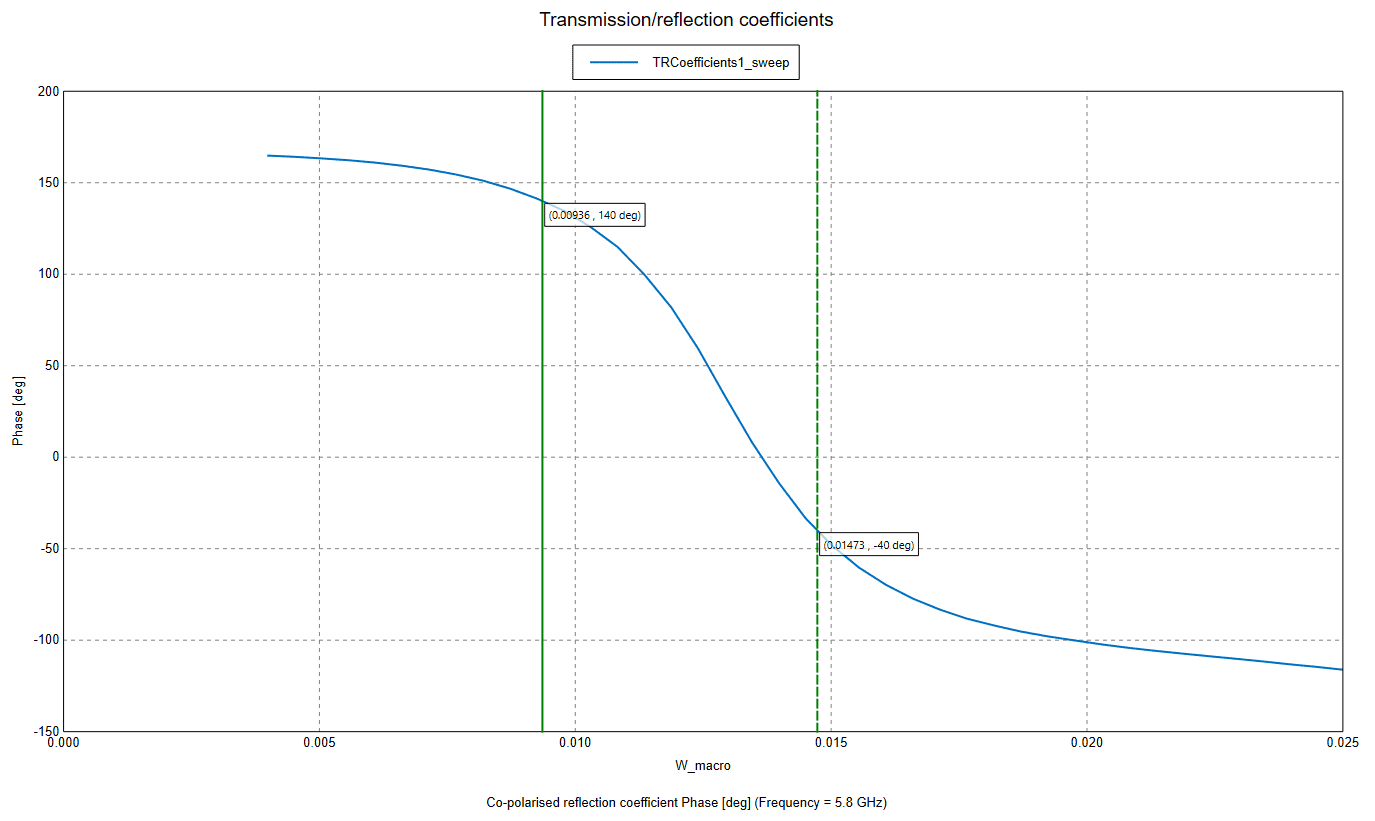 Transmission/reflection coefficients
TRCoefficients1_sweep
200
150
100
50
0
-50
-100
-150
Phase [deg]
(0.00936 , 140 deg)
(0.01473 , -40 deg)
0.000 0.005 0.010 0.015 0.020 0.025
W_macro
Co-polarised reflection coefficient Phase [deg] (Frequency = 5.8 GHz)